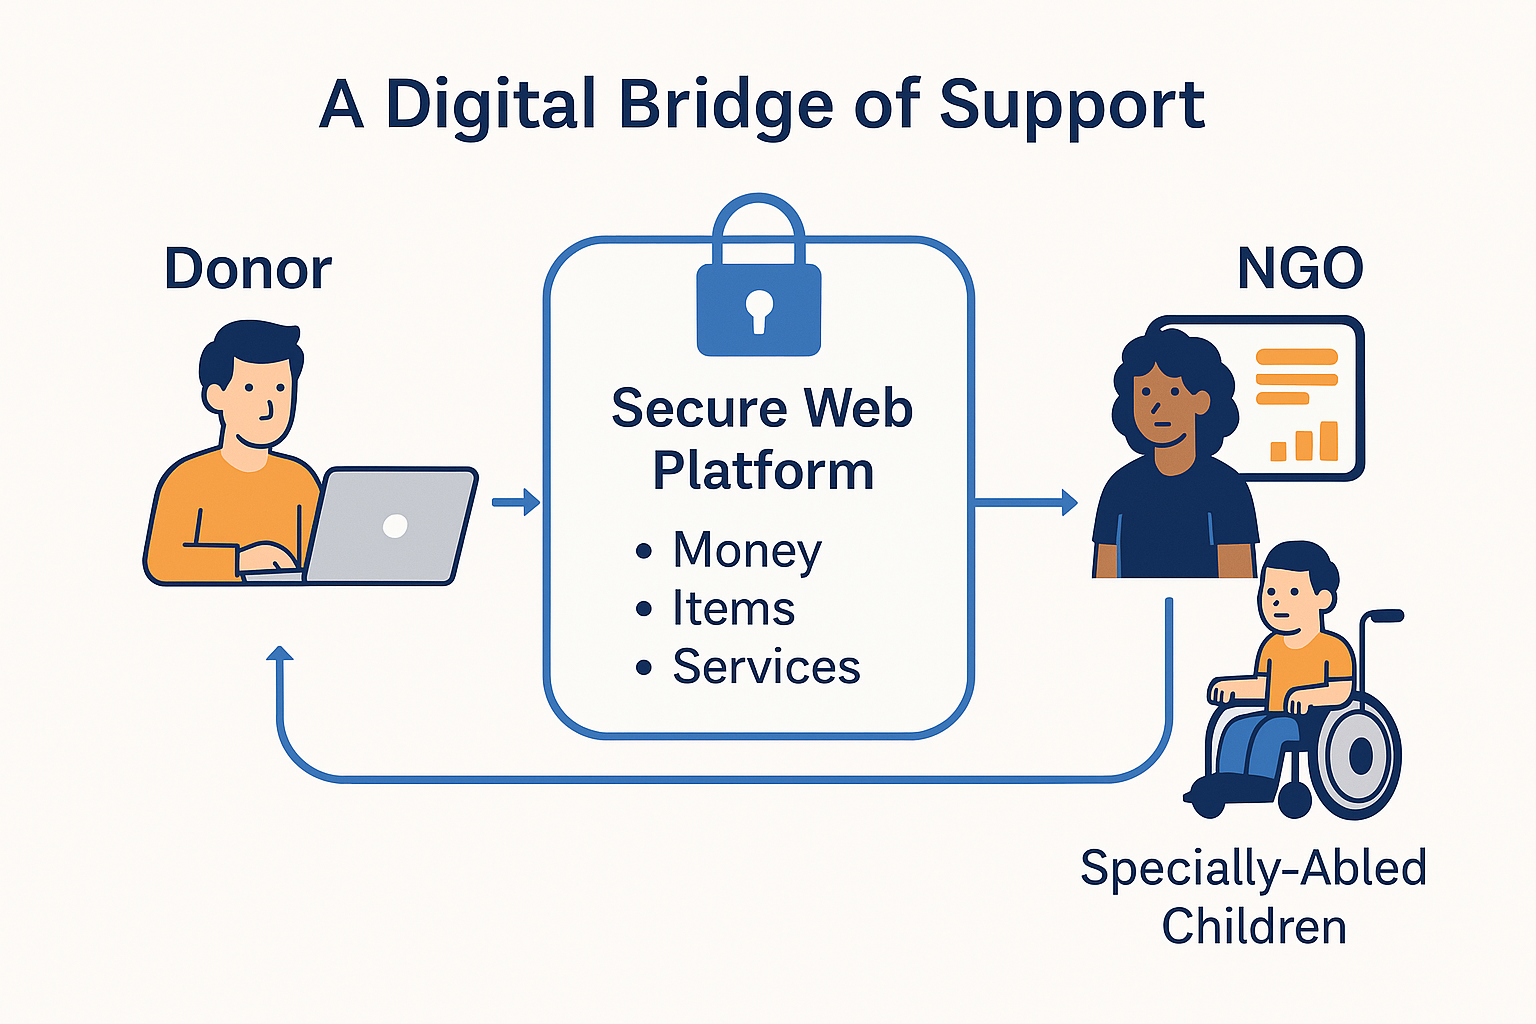 A Digital Bridge of Support
Donor
Secure Web
Platform
• Money
• Items
• Services
NGO
Specially-Abled
Children